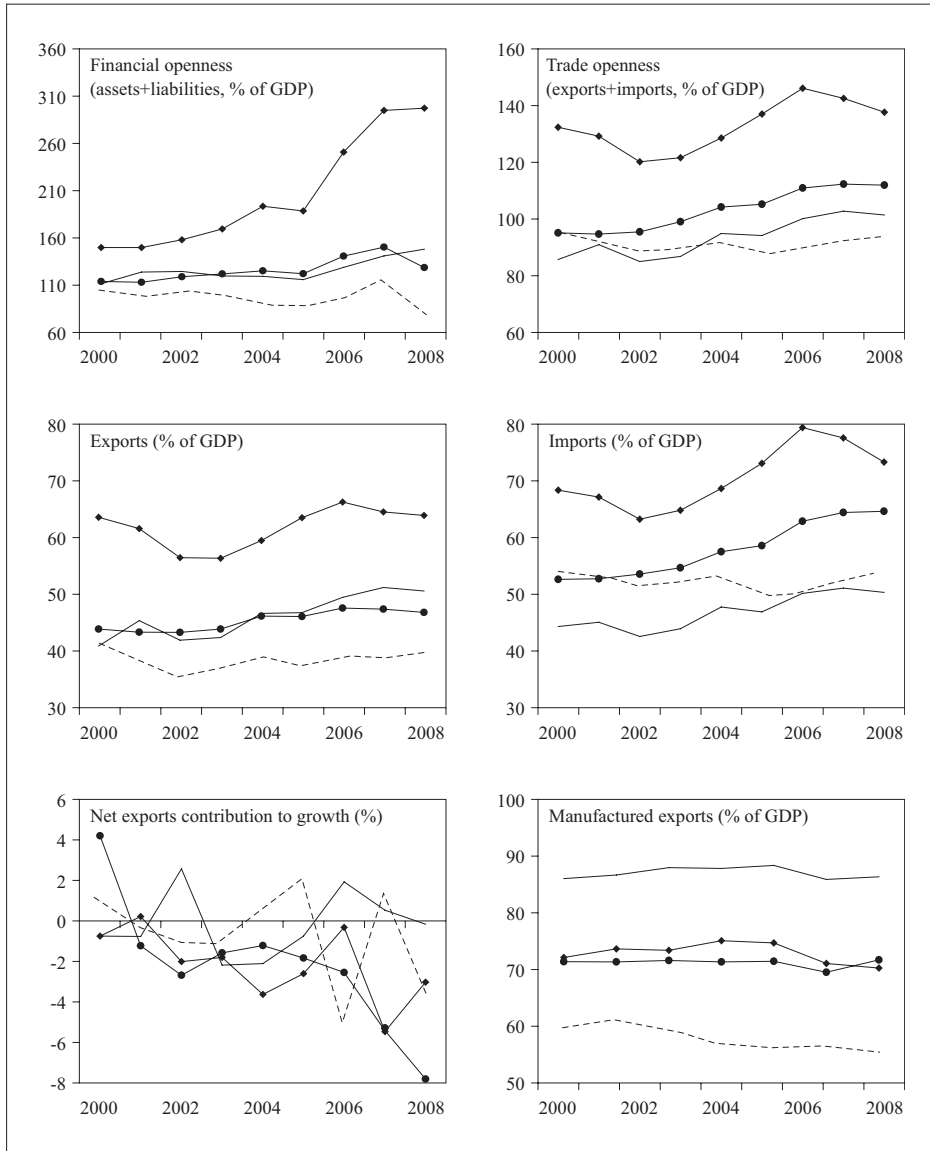 Financial openness
(assets+liabilities, % of GDP)
360
310
260
210
160
110
60
2000 2002 2004 2006 2008
Trade openness
(exports+imports, % of GDP)
160
140
120
100
80
60
2000 2002 2004 2006 2008
Exports (% of GDP)
80
70
60
50
40
30
2000 2002 2004 2006 2008
Imports (% of GDP)
80
70
60
50
40
30
2000 2002 2004 2006 2008
Net exports contribution to growth (%)
6
4
2
0
-2
-4
-6
-8
2000 2002 2004 2006 2008
Manufactured exports (% of GDP)
100
90
80
70
60
50
2000 2002 2004 2006 2008